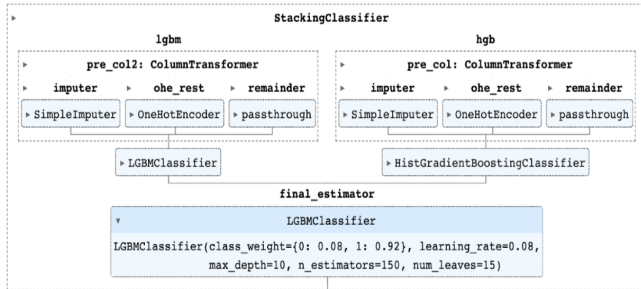 StackingClassifier
lgbm hgb
pre_col2: ColumnTransformer pre_col: ColumnTransformer
imputer ohe_rest remainder imputer ohe_rest remainder
SimpleImputer OneHotEncoder passthrough SimpleImputer OneHotEncoder passthrough
LGBMClassifier HistGradientBoostingClassifier
final_estimator
LGBMClassifier
LGBMClassifier(class_weight={0: 0.08, 1: 0.92}, learning_rate=0.08,
max_depth=10, n_estimators=150, num_leaves=15)